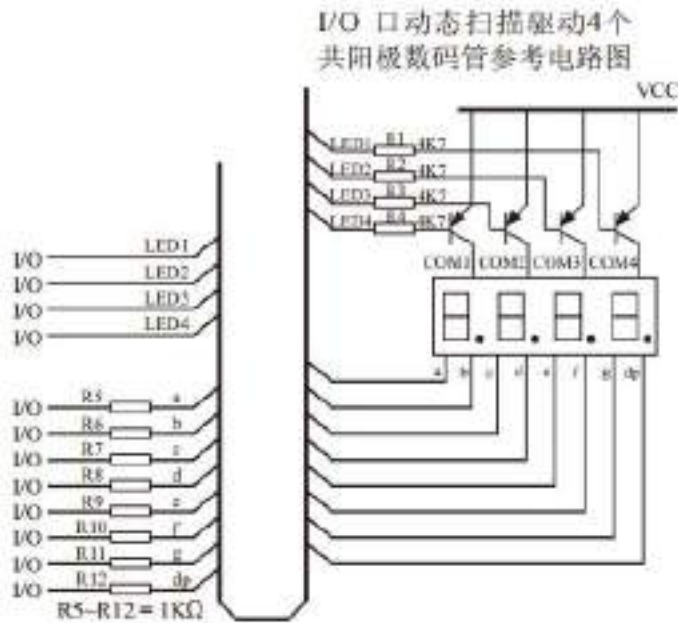 I/O 口动态扫描驱动4个
共阳极数码管参考电路图
VCC
LED1 R1 4K7
LED2 R2 4K7
LED3 R3 4K7
LED4 R4 4K7
COM1 COM2 COM3 COM4
I/O LED1
I/O LED2
I/O LED3
I/O LED4
a b c d e f g dp
I/O R5 a
I/O R6 b
I/O R7 c
I/O R8 d
I/O R9 e
I/O R10 f
I/O R11 g
I/O R12 dp
R5~R12 = 1KΩ